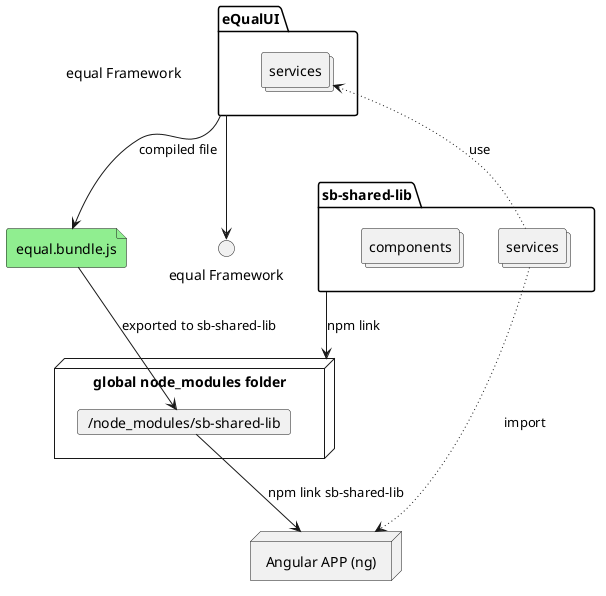 eQualUI
services
equal Framework
compiled file
use
sb-shared-lib
components
services
equal.bundle.js
equal Framework
exported to sb-shared-lib
npm link
global node_modules folder
/node_modules/sb-shared-lib
import
npm link sb-shared-lib
Angular APP (ng)